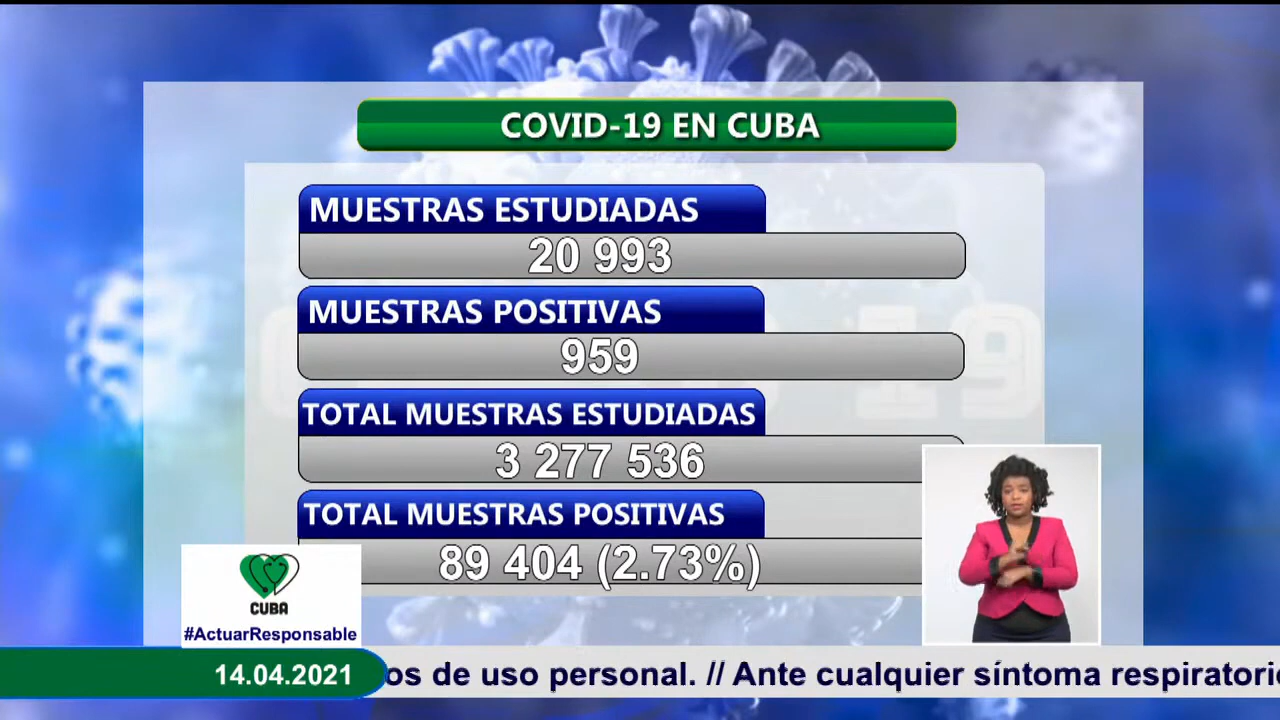 COVID-19 EN CUBA
MUESTRAS ESTUDIADAS
20 993
MUESTRAS POSITIVAS
959
TOTAL MUESTRAS ESTUDIADAS
3 277 536
TOTAL MUESTRAS POSITIVAS
89 404 (2.73%)
CUBA
#ActuarResponsable
14.04.2021
os de uso personal. // Ante cualquier síntoma respiratori